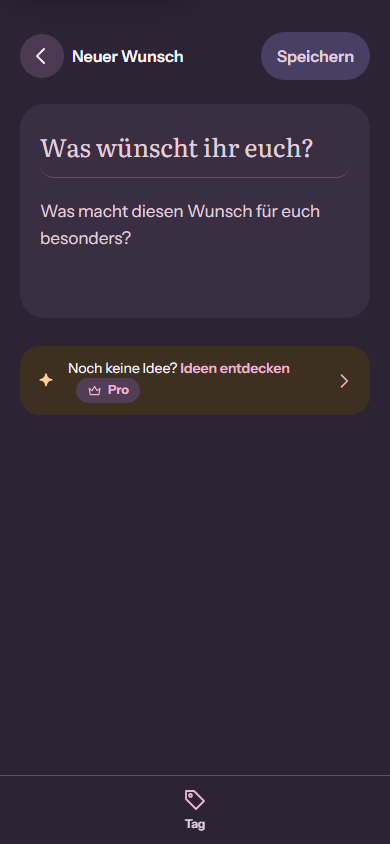 Neuer Wunsch
Speichern
Was wünscht ihr euch?
Was macht diesen Wunsch für euch
besonders?
Noch keine Idee? Ideen entdecken
Pro
Tag